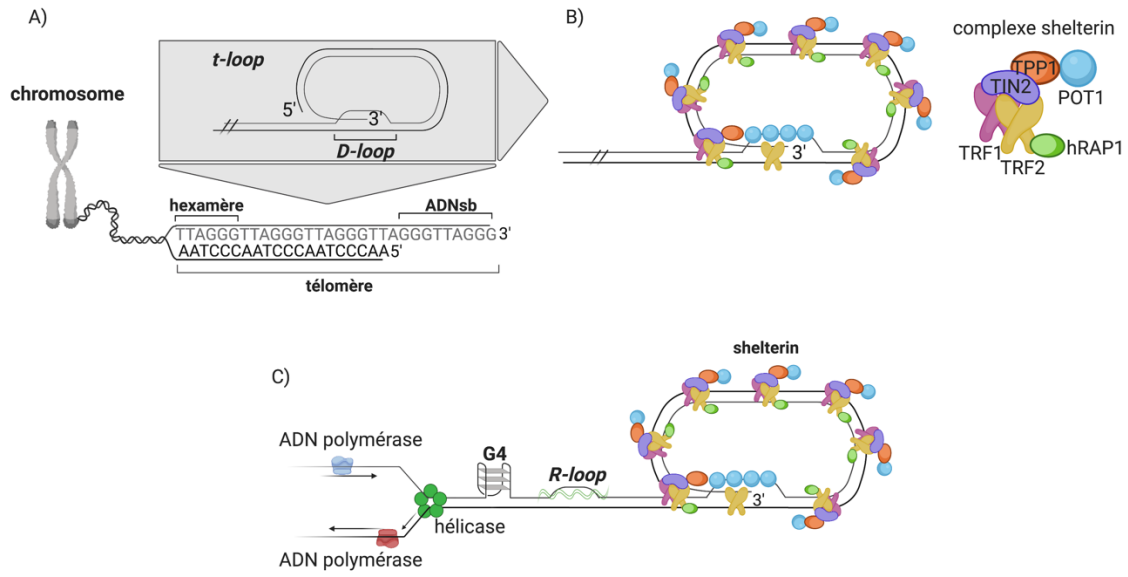 A)
t-loop
chromosome
5'
3'
D-loop
hexamère
ADNsb
TTAGGGTTAGGGTTAGGGTTAGGGTTAGGG 3'
AATCCCAATCCCAATCCCAA 5'
télomère
B)
complexe shelterin
TPP1
TIN2
POT1
TRF1
TRF2
hRAP1
3'
C)
shelterin
ADN polymérase
G4
R-loop
3'
hélicase
ADN polymérase